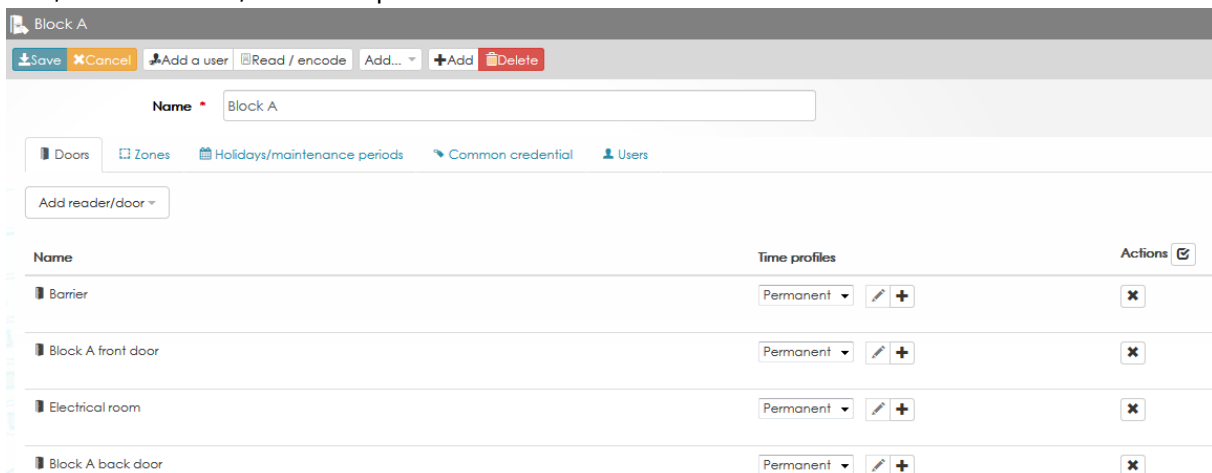 Block A
Save Cancel Add a user Read / encode Add... Add Delete
Name * Block A
Doors Zones Holidays/maintenance periods Common credential Users
Add reader/door
Name Time profiles Actions
Barrier Permanent
Block A front door Permanent
Electrical room Permanent
Block A back door Permanent